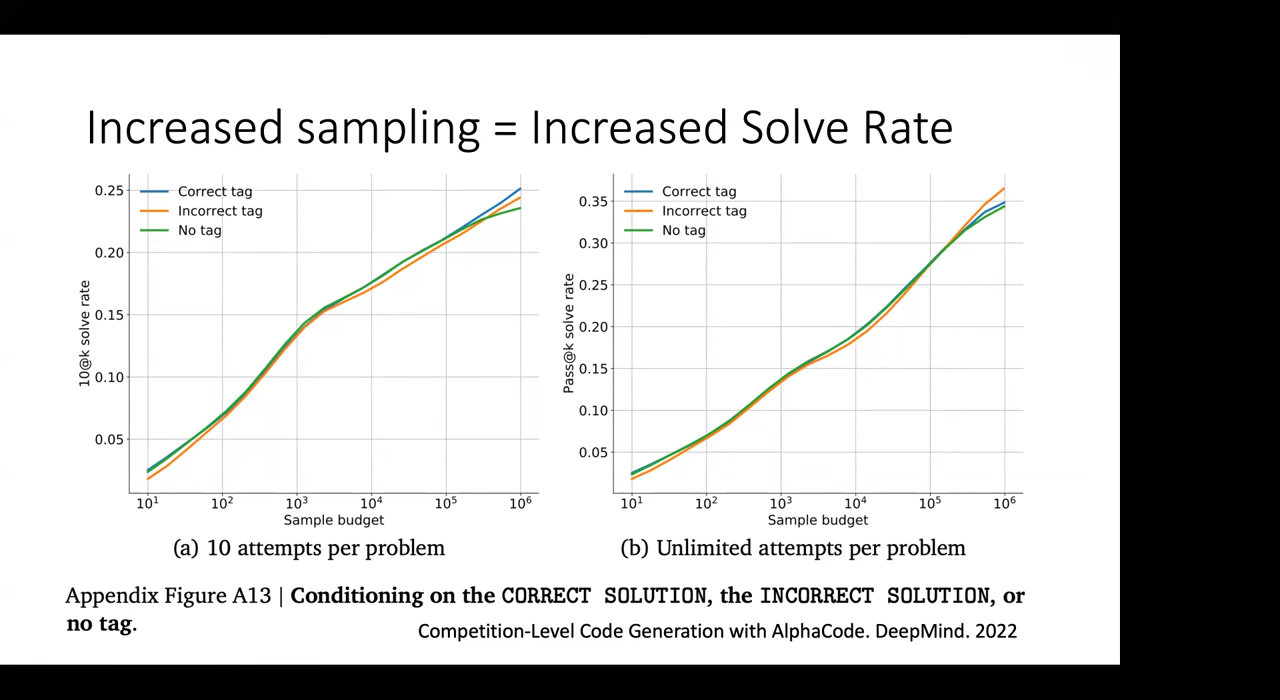 Increased sampling = Increased Solve Rate
Correct tag
Incorrect tag
No tag
0.25
0.20
0.15
0.10
0.05
10@k solve rate
10¹ 10² 10³ 10⁴ 10⁵ 10⁶
Sample budget
(a) 10 attempts per problem
Correct tag
Incorrect tag
No tag
0.35
0.30
0.25
0.20
0.15
0.10
0.05
Pass@k solve rate
10¹ 10² 10³ 10⁴ 10⁵ 10⁶
Sample budget
(b) Unlimited attempts per problem
Appendix Figure A13 | Conditioning on the CORRECT SOLUTION, the INCORRECT SOLUTION, or
no tag.
Competition-Level Code Generation with AlphaCode. DeepMind. 2022